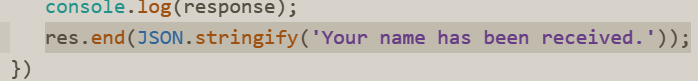 console.log(response);
res.end(JSON.stringify('Your name has been received.'));
})